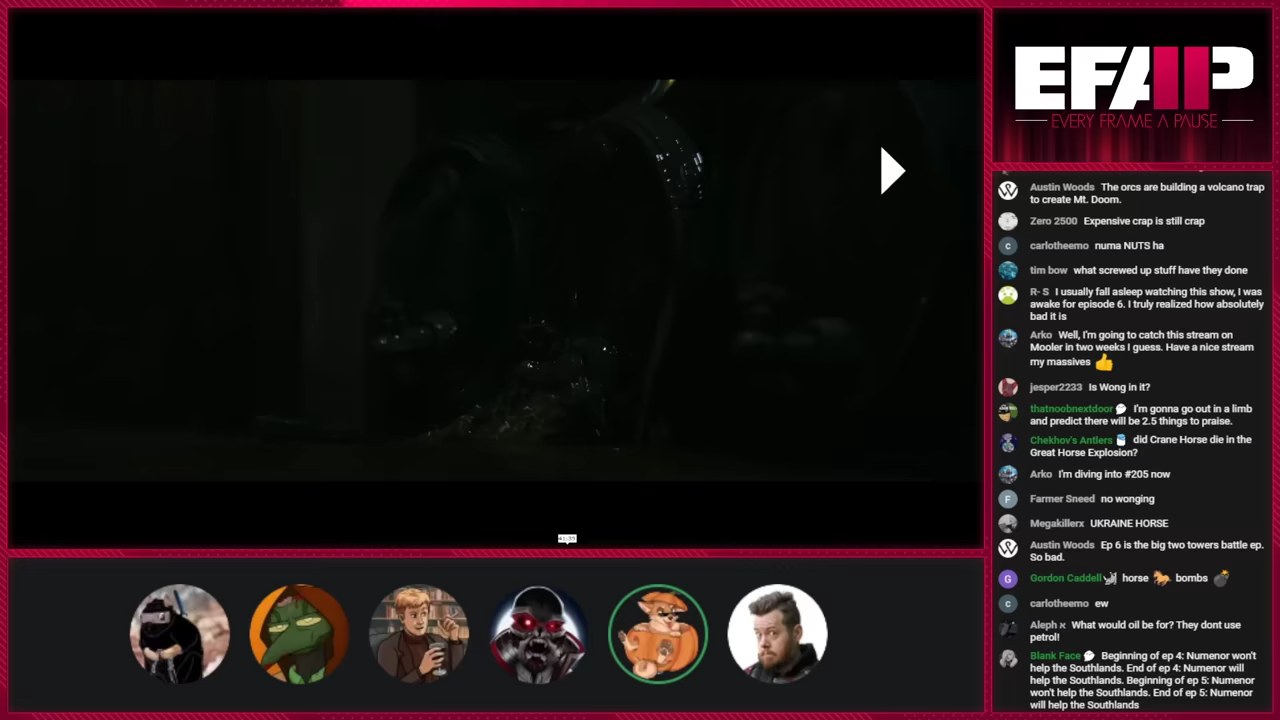 EFAP
EVERY FRAME A PAUSE
Austin Woods The orcs are building a volcano trap
to create Mt. Doom.
Zero 2500 Expensive crap is still crap
carlotheemo numa NUTS ha
tim bow what screwed up stuff have they done
R- S I usually fall asleep watching this show, I was
awake for episode 6. I truly realized how absolutely
bad it is
Arko Well, I'm going to catch this stream on
Mooler in two weeks I guess. Have a nice stream
my massives 👍
jesper2233 Is Wong in it?
thatnoobnextdoor I'm gonna go out in a limb
and predict there will be 2.5 things to praise.
Chekhov's Antlers did Crane Horse die in the
Great Horse Explosion?
Arko I'm diving into #205 now
Farmer Sneed no wonging
Megakillerx UKRAINE HORSE
Austin Woods Ep 6 is the big two towers battle ep.
So bad.
Gordon Caddell horse 🐎 bombs 💣
carlotheemo ew
Aleph א What would oil be for? They dont use
petrol!
Blank Face Beginning of ep 4: Numenor won't
help the Southlands. End of ep 4: Numenor will
help the Southlands. Beginning of ep 5: Numenor
won't help the Southlands. End of ep 5: Numenor
will help the Southlands